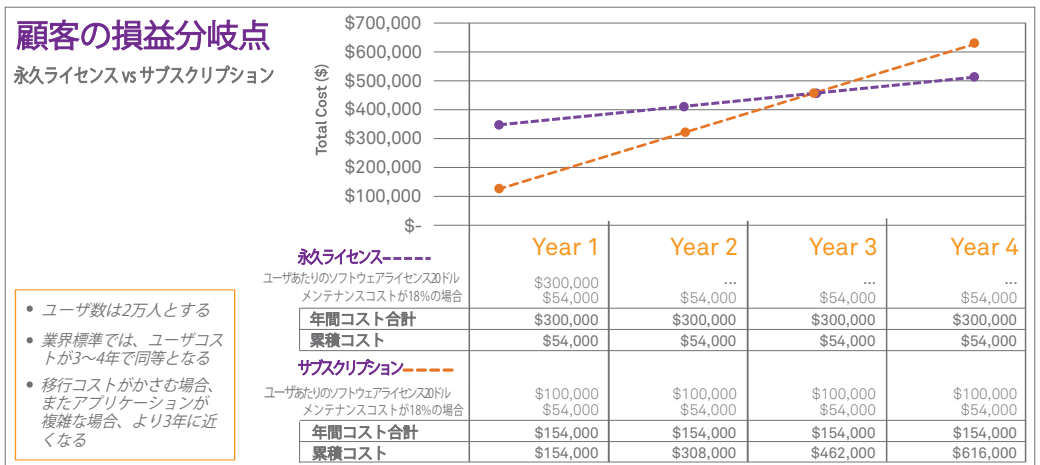 顧客の損益分岐点
永久ライセンス vs サブスクリプション
Total Cost ($)
$700,000
$600,000
$500,000
$400,000
$300,000
$200,000
$100,000
$-
Year 1 Year 2 Year 3 Year 4
永久ライセンス
ユーザあたりのソフトウェアライセンス20ドル $300,000 ... ... ...
メンテナンスコストが18%の場合 $54,000 $54,000 $54,000 $54,000
年間コスト合計 $300,000 $300,000 $300,000 $300,000
累積コスト $54,000 $54,000 $54,000 $54,000
サブスクリプション
ユーザあたりのソフトウェアライセンス20ドル $100,000 $100,000 $100,000 $100,000
メンテナンスコストが18%の場合 $54,000 $54,000 $54,000 $54,000
年間コスト合計 $154,000 $154,000 $154,000 $154,000
累積コスト $154,000 $308,000 $462,000 $616,000
• ユーザ数は2万人とする
• 業界標準では、ユーザコス
トが3〜4年で同等となる
• 移行コストがかさむ場合、
またアプリケーションが
複雑な場合、より3年に近
くなる